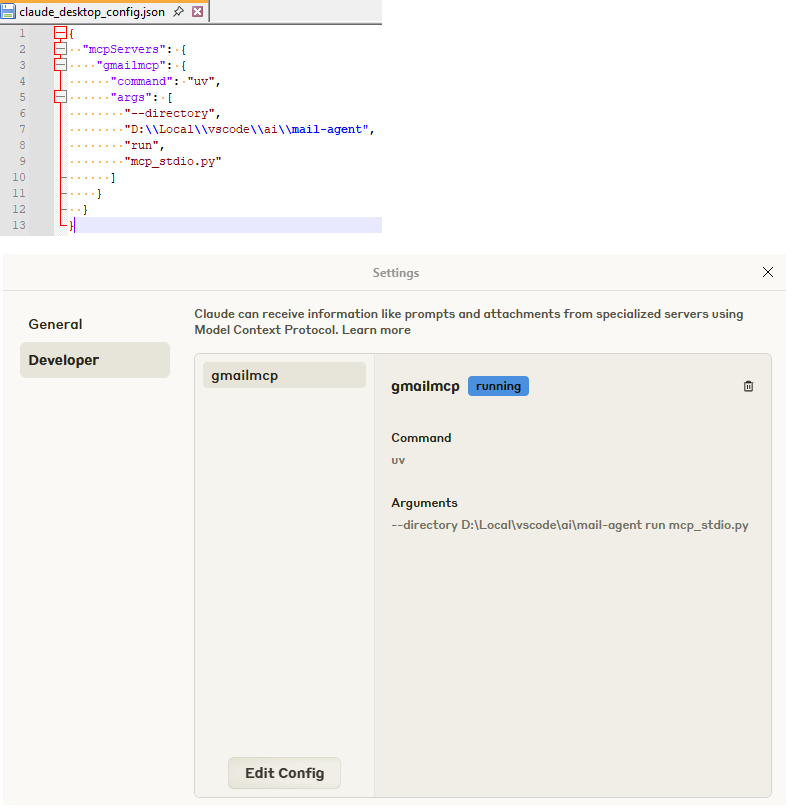 claude_desktop_config.json
1 {
2 "mcpServers": {
3 "gmailmcp": {
4 "command": "uv",
5 "args": [
6 "--directory",
7 "D:\\Local\\vscode\\ai\\mail-agent",
8 "run",
9 "mcp_stdio.py"
10 ]
11 }
12 }
13 }
Settings
General
Developer
Claude can receive information like prompts and attachments from specialized servers using
Model Context Protocol. Learn more
gmailmcp
gmailmcp running
Command
uv
Arguments
--directory D:\Local\vscode\ai\mail-agent run mcp_stdio.py
Edit Config